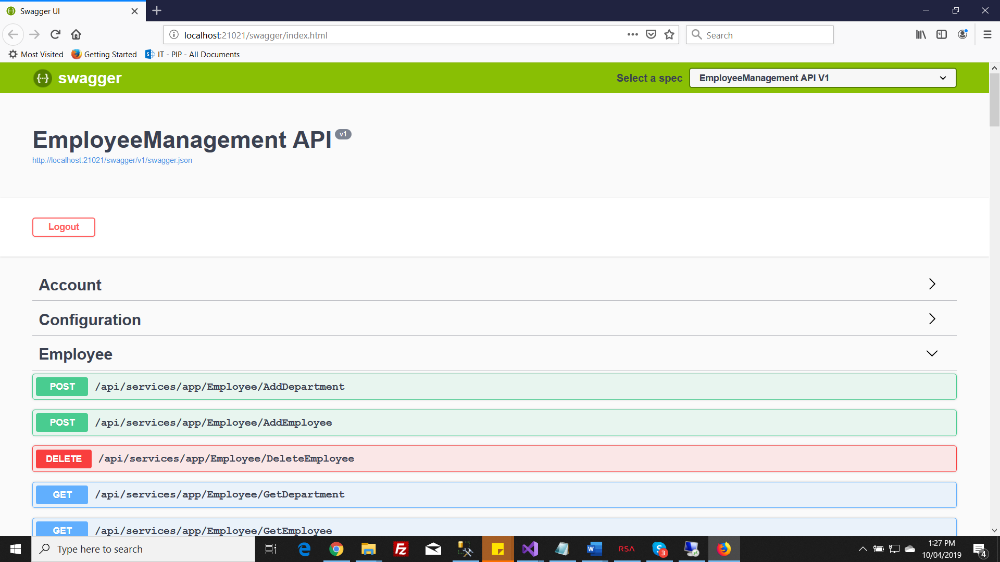 Swagger UI
localhost:21021/swagger/index.html
Search
Most Visited
Getting Started
IT - PIP - All Documents
swagger
Select a spec
EmployeeManagement API V1
EmployeeManagement API v1
http://localhost:21021/swagger/v1/swagger.json
Logout
Account
Configuration
Employee
POST /api/services/app/Employee/AddDepartment
POST /api/services/app/Employee/AddEmployee
DELETE /api/services/app/Employee/DeleteEmployee
GET /api/services/app/Employee/GetDepartment
GET /api/services/app/Employee/GetEmployee
Type here to search
RSA
3
1:27 PM
10/04/2019
4